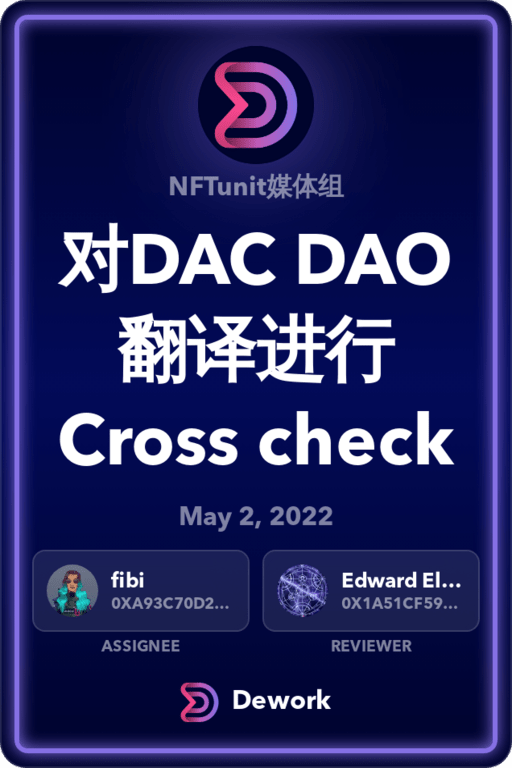 NFTunit媒体组
对DAC DAO
翻译进行
Cross check
May 2, 2022
fibi
0XA93C70D2...
ASSIGNEE
Edward El...
0X1A51CF59...
REVIEWER
Dework